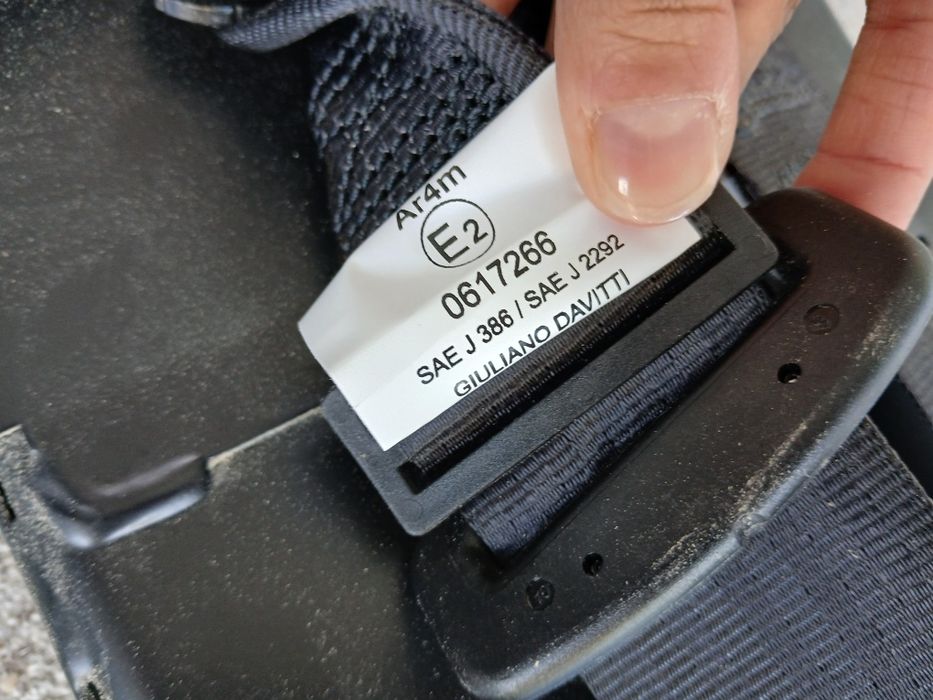 Ar4m
E2
0617266
SAE J 386 / SAE J 2292
GIULIANO DAVITTI